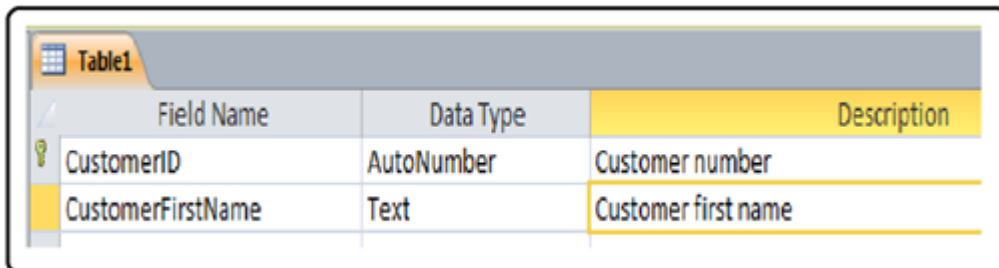 Table1
Field Name Data Type Description
CustomerID AutoNumber Customer number
CustomerFirstName Text Customer first name